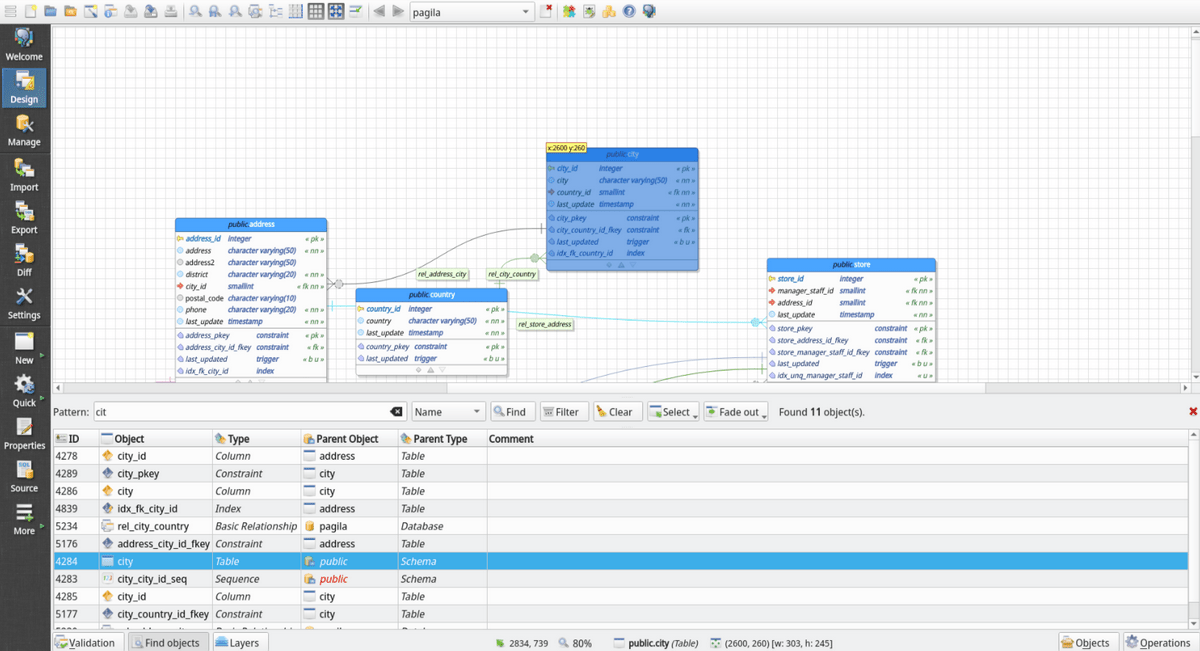 pagila
Welcome
Design
Manage
Import
Export
Diff
Settings
New
Quick
Properties
Source
More
x:2600 y:260
public.city
city_id integer « pk »
city character varying(50) « nn »
country_id smallint « fk nn »
last_update timestamp « nn »
city_pkey constraint « pk »
city_country_id_fkey constraint « fk »
last_updated trigger « b u »
idx_fk_country_id index
public.address
address_id integer « pk »
address character varying(50) « nn »
address2 character varying(50)
district character varying(20) « nn »
city_id smallint « fk nn »
postal_code character varying(10)
phone character varying(20) « nn »
last_update timestamp « nn »
address_pkey constraint « pk »
address_city_id_fkey constraint « fk »
last_updated trigger « b u »
idx_fk_city_id index
rel_address_city
rel_city_country
public.country
country_id integer « pk »
country character varying(50) « nn »
last_update timestamp « nn »
country_pkey constraint « pk »
last_updated trigger « b u »
rel_store_address
public.store
store_id integer « pk »
manager_staff_id smallint « fk nn »
address_id smallint « fk nn »
last_update timestamp « nn »
store_pkey constraint « pk »
store_address_id_fkey constraint « fk »
store_manager_staff_id_fkey constraint « fk »
last_updated trigger « b u »
idx_unq_manager_staff_id index « u »
Pattern: cit Name Find Filter Clear Select Fade out Found 11 object(s).
ID Object Type Parent Object Parent Type Comment
4278 city_id Column address Table
4289 city_pkey Constraint city Table
4286 city Column city Table
4839 idx_fk_city_id Index address Table
5234 rel_city_country Basic Relationship pagila Database
5176 address_city_id_fkey Constraint address Table
4284 city Table public Schema
4283 city_city_id_seq Sequence public Schema
4285 city_id Column city Table
5177 city_country_id_fkey Constraint city Table
Validation Find objects Layers 2834, 739 80% public.city (Table) (2600, 260) [w: 303, h: 245] Objects Operations